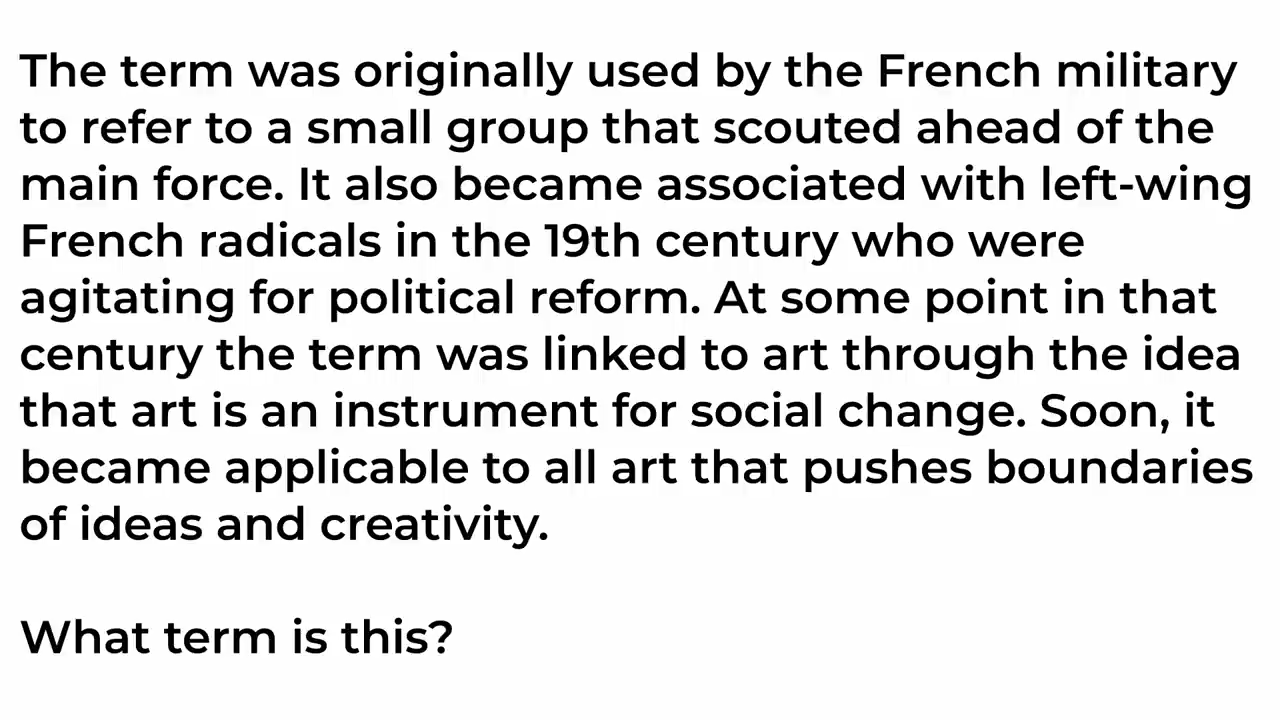 The term was originally used by the French military
to refer to a small group that scouted ahead of the
main force. It also became associated with left-wing
French radicals in the 19th century who were
agitating for political reform. At some point in that
century the term was linked to art through the idea
that art is an instrument for social change. Soon, it
became applicable to all art that pushes boundaries
of ideas and creativity.
What term is this?